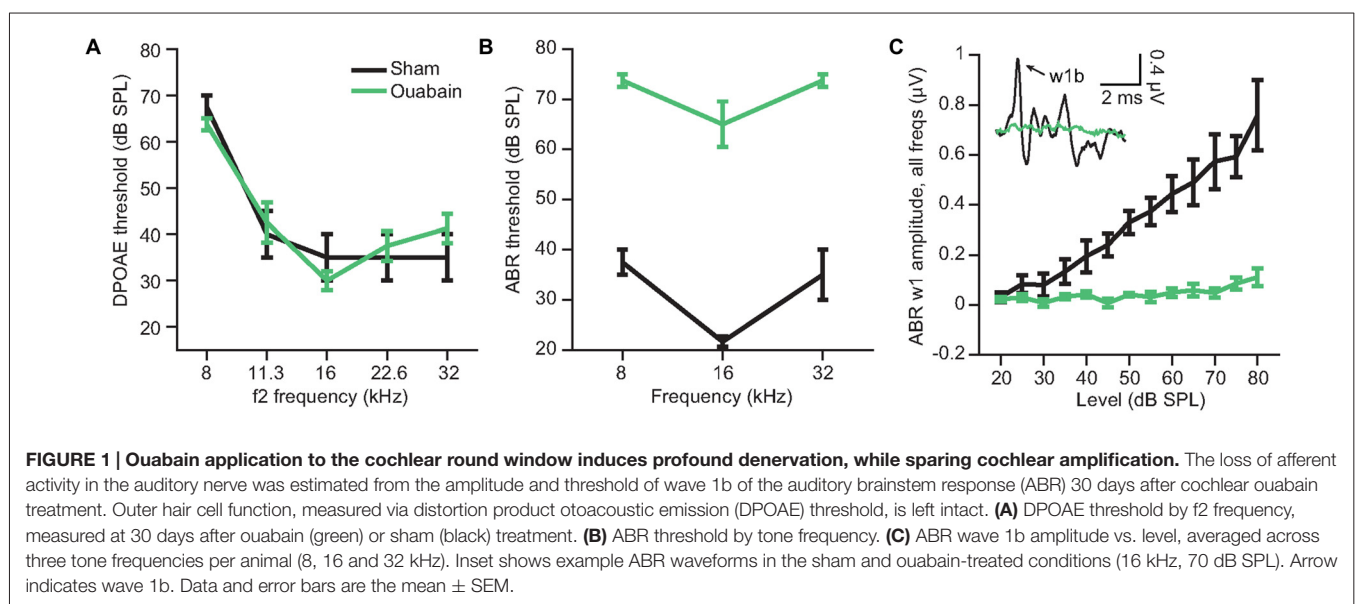 A
80
70
60
50
40
30
20
DPOAE threshold (dB SPL)
Sham
Ouabain
8
11.3
16
22.6
32
f2 frequency (kHz)
B
80
70
60
50
40
30
20
ABR threshold (dB SPL)
8
16
32
Frequency (kHz)
C
1
0.8
0.6
0.4
0.2
0
-0.2
ABR w1 amplitude, all freqs (µV)
w1b
0.4 µV
2 ms
20
30
40
50
60
70
80
Level (dB SPL)
FIGURE 1 | Ouabain application to the cochlear round window induces profound denervation, while sparing cochlear amplification. The loss of afferent
activity in the auditory nerve was estimated from the amplitude and threshold of wave 1b of the auditory brainstem response (ABR) 30 days after cochlear ouabain
treatment. Outer hair cell function, measured via distortion product otoacoustic emission (DPOAE) threshold, is left intact. (A) DPOAE threshold by f2 frequency,
measured at 30 days after ouabain (green) or sham (black) treatment. (B) ABR threshold by tone frequency. (C) ABR wave 1b amplitude vs. level, averaged across
three tone frequencies per animal (8, 16 and 32 kHz). Inset shows example ABR waveforms in the sham and ouabain-treated conditions (16 kHz, 70 dB SPL). Arrow
indicates wave 1b. Data and error bars are the mean ± SEM.